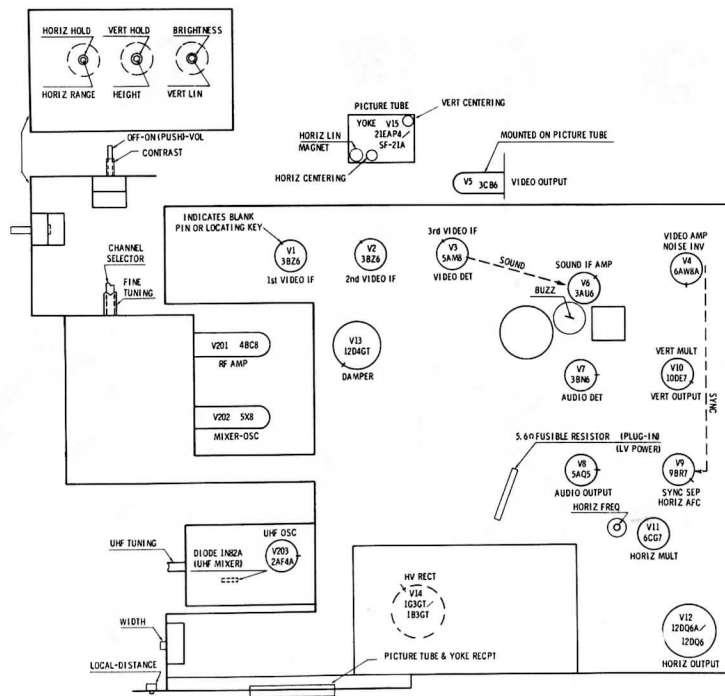 HORIZ HOLD
VERT HOLD
BRIGHTNESS
HORIZ RANGE
HEIGHT
VERT LIN
OFF-ON (PUSH)-VOL
CONTRAST
PICTURE TUBE
YOKE V15
21EAP4/
SF-21A
VERT CENTERING
HORIZ LIN
MAGNET
HORIZ CENTERING
MOUNTED ON PICTURE TUBE
V5 3CB6
VIDEO OUTPUT
INDICATES BLANK
PIN OR LOCATING KEY
V1
3BZ6
1st VIDEO IF
V2
3BZ6
2nd VIDEO IF
3rd VIDEO IF
V3
5AM8
VIDEO DET
SOUND
SOUND IF AMP
V6
3AU6
BUZZ
VIDEO AMP
NOISE INV
V4
6AW8A
CHANNEL
SELECTOR
FINE
TUNING
V201 4BC8
RF AMP
V13
12D4GT
DAMPER
V7
3BN6
AUDIO DET
VERT MULT
V10
10DE7
VERT OUTPUT
SYNC
V202 5X8
MIXER-OSC
5.6Ω FUSIBLE RESISTOR (PLUG-IN)
(LV POWER)
V8
5AQ5
AUDIO OUTPUT
V9
9BR7
SYNC SEP
HORIZ AFC
HORIZ FREQ
V11
6CG7
HORIZ MULT
UHF TUNING
UHF OSC
DIODE 1N82A
(UHF MIXER)
V203
2AF4A
HV RECT
V14
1G3GT/
1B3GT
V12
12DQ6A/
12DQ6
HORIZ OUTPUT
WIDTH
LOCAL-DISTANCE
PICTURE TUBE & YOKE RECPT